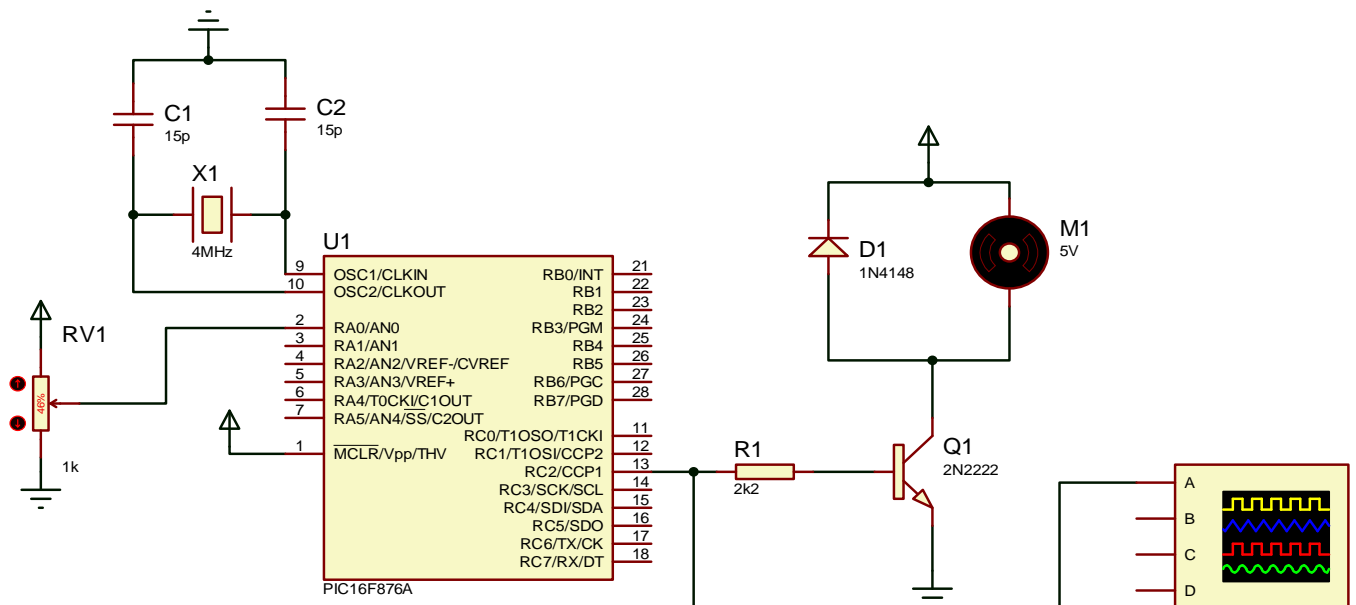 C1
15p
C2
15p
X1
4MHz
U1
9 OSC1/CLKIN
10 OSC2/CLKOUT
2 RA0/AN0
3 RA1/AN1
4 RA2/AN2/VREF-/CVREF
5 RA3/AN3/VREF+
6 RA4/T0CKI/C1OUT
7 RA5/AN4/SS/C2OUT
1 MCLR/Vpp/THV
RB0/INT 21
RB1 22
RB2 23
RB3/PGM 24
RB4 25
RB5 26
RB6/PGC 27
RB7/PGD 28
RC0/T1OSO/T1CKI 11
RC1/T1OSI/CCP2 12
RC2/CCP1 13
RC3/SCK/SCL 14
RC4/SDI/SDA 15
RC5/SDO 16
RC6/TX/CK 17
RC7/RX/DT 18
PIC16F876A
RV1
46%
1k
R1
2k2
D1
1N4148
M1
5V
Q1
2N2222
A
B
C
D